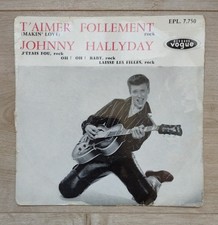 T'AIMER FOLLEMENT
EPL. 7.750
(MAKIN' LOVE) rock
JOHNNY HALLYDAY
vogue
J'ÉTAIS FOU, rock
OH ! OH ! BABY, rock
LAISSE LES FILLES, rock